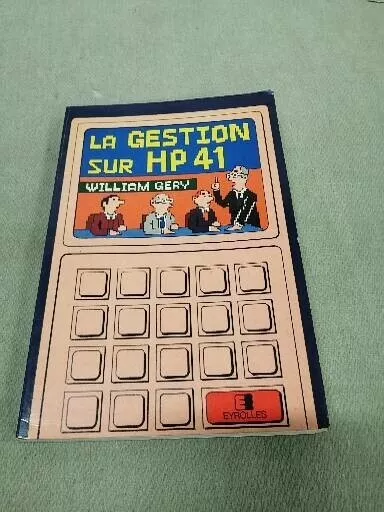 LA GESTION
SUR HP 41
WILLIAM GERY
E
EYROLLES